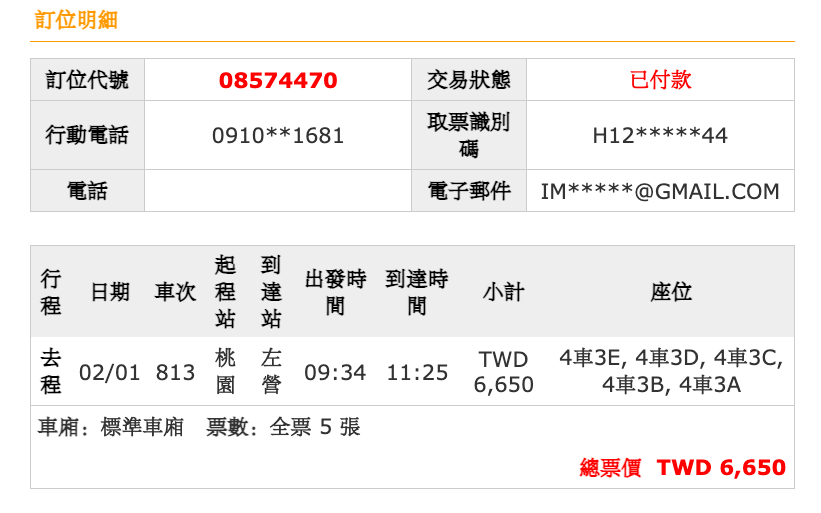 訂位明細
訂位代號 08574470 交易狀態 已付款
行動電話 0910**1681 取票識別碼 H12*****44
電話 電子郵件 IM*****@GMAIL.COM
行程 日期 車次 起程站 到達站 出發時間 到達時間 小計 座位
去程 02/01 813 桃園 左營 09:34 11:25 TWD 6,650 4車3E, 4車3D, 4車3C, 4車3B, 4車3A
車廂：標準車廂 票數：全票 5 張
總票價 TWD 6,650